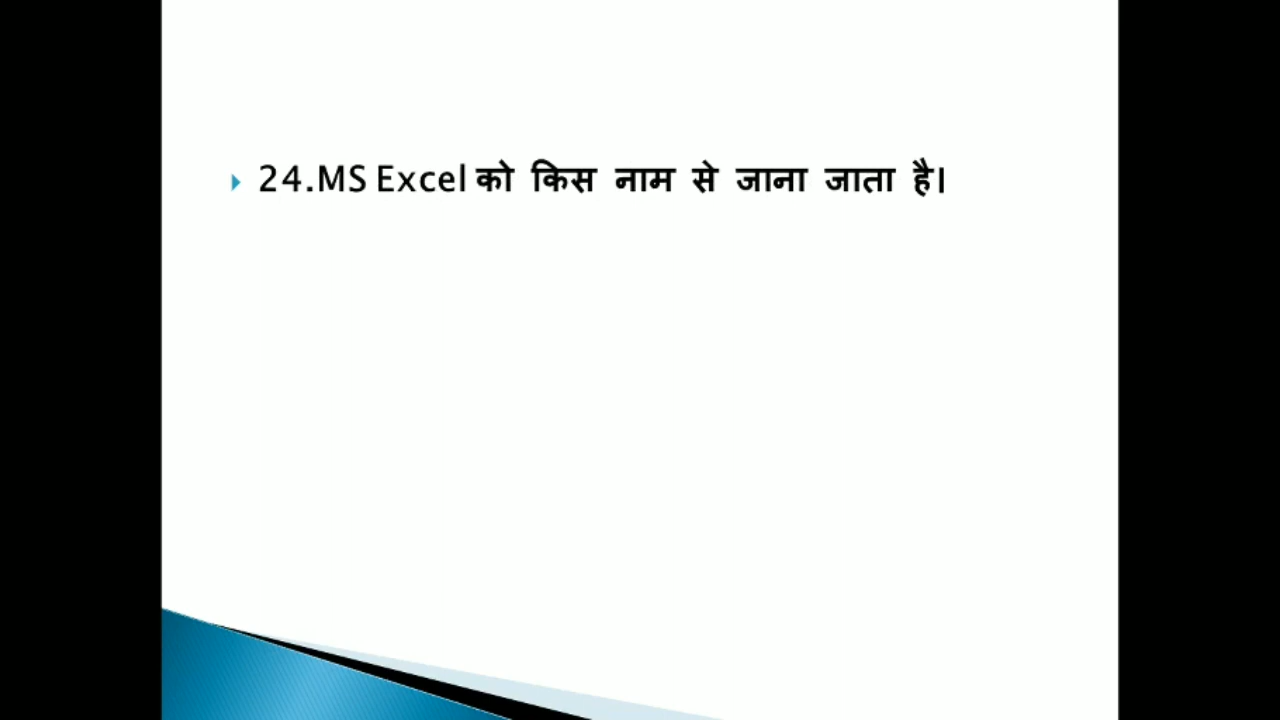 24.MS Excel को किस नाम से जाना जाता है।